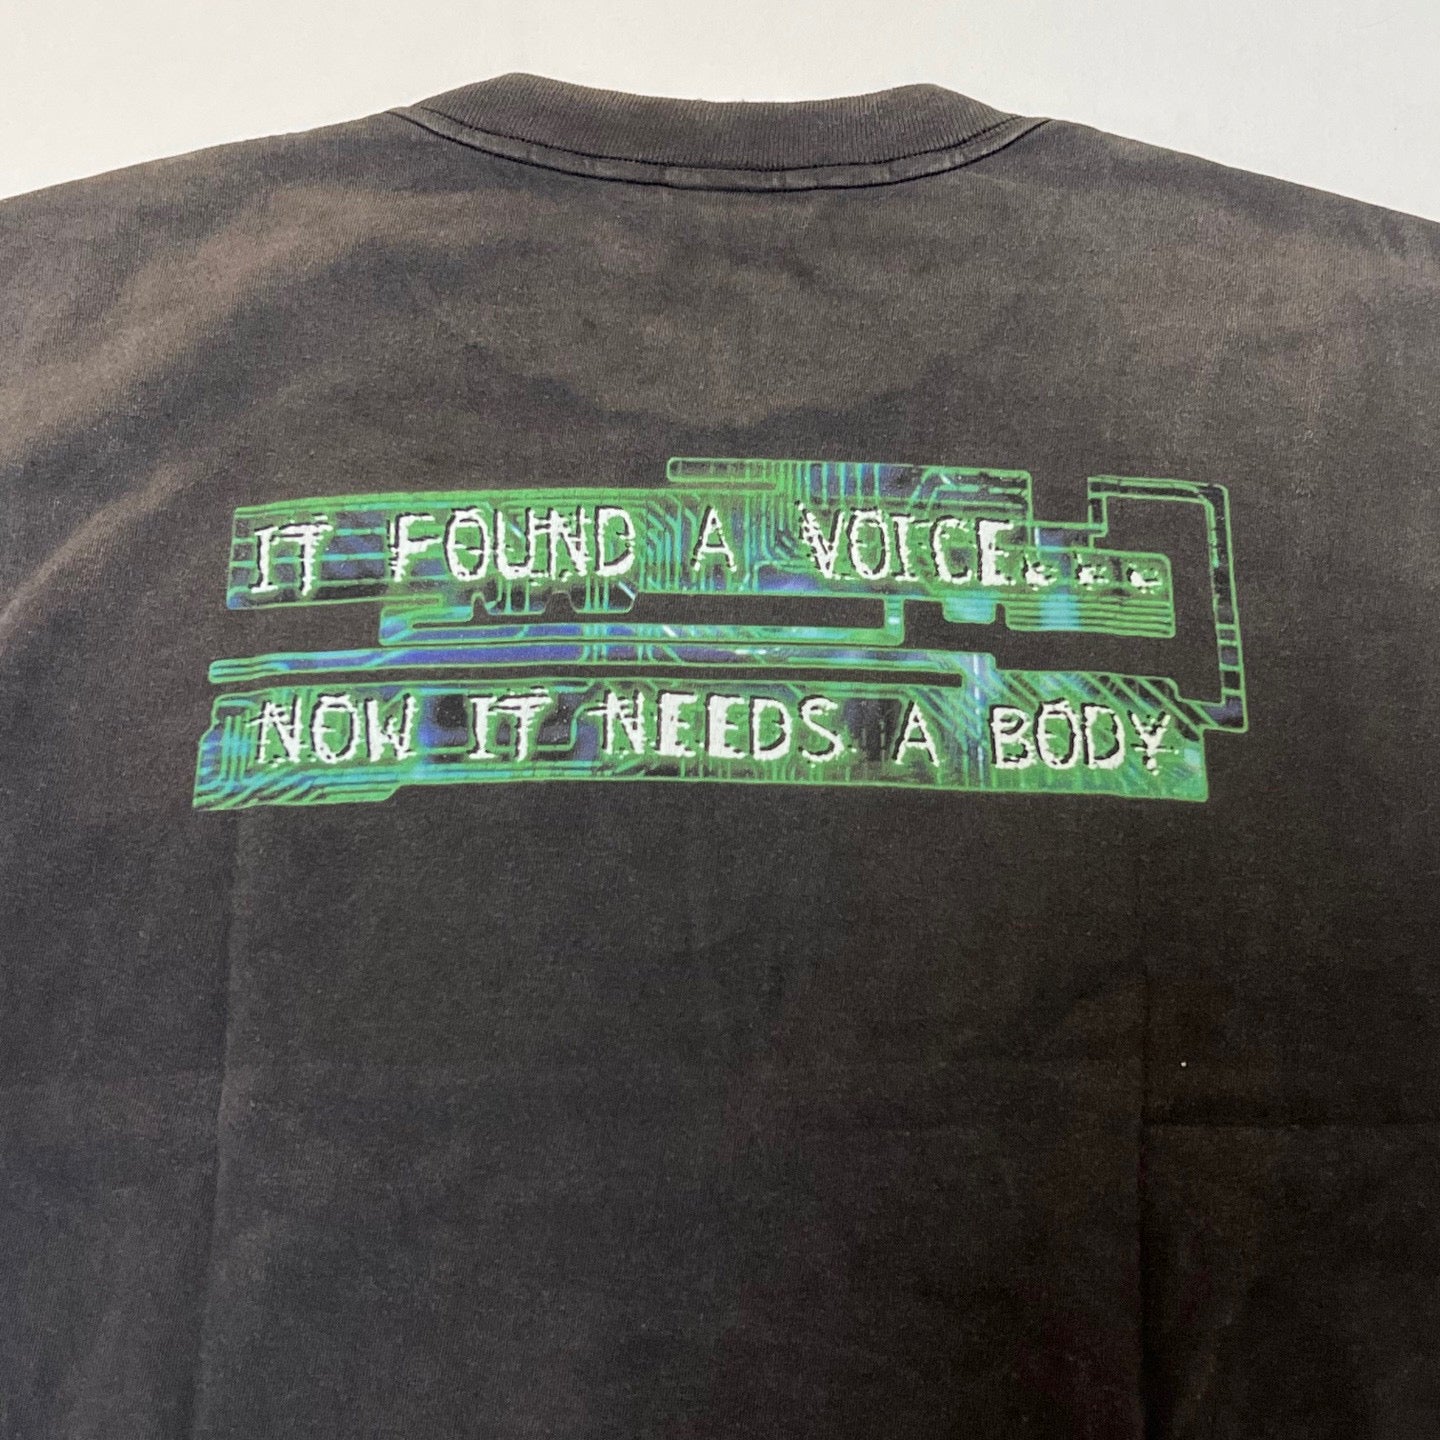 IT FOUND A VOICE...
NOW IT NEEDS A BODY